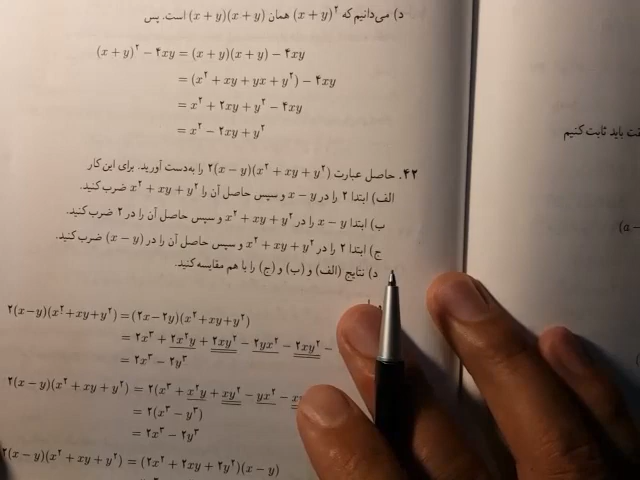 د) می‌دانیم که (x + y)^۲ همان (x + y)(x + y) است. پس
(x + y)^۲ − ۴xy = (x + y)(x + y) − ۴xy
= (x^۲ + xy + yx + y^۲) − ۴xy
= x^۲ + ۲xy + y^۲ − ۴xy
= x^۲ − ۲xy + y^۲
۴۲. حاصل عبارت ۲(x − y)(x^۲ + xy + y^۲) را به‌دست آورید. برای این کار
الف) ابتدا ۲ را در x − y و سپس حاصل آن را x^۲ + xy + y^۲ ضرب کنید.
ب) ابتدا x − y را در x^۲ + xy + y^۲ و سپس حاصل آن را در ۲ ضرب کنید.
ج) ابتدا ۲ را در x^۲ + xy + y^۲ و سپس حاصل آن را در (x − y) ضرب کنید.
د) نتایج (الف) و (ب) و (ج) را با هم مقایسه کنید.
۲(x−y)(x^۲+xy+y^۲) = (۲x−۲y)(x^۲+xy+y^۲)
= ۲x^۳ + ۲x^۲y + ۲xy^۲ − ۲yx^۲ − ۲xy^۲ −
= ۲x^۳ − ۲y^۳
۲(x−y)(x^۲ + xy + y^۲) = ۲(x^۳ + x^۲y + xy^۲ − yx^۲ −
= ۲(x^۳ − y^۳)
= ۲x^۳ − ۲y^۳
۲(x−y)(x^۲ + xy + y^۲) = (۲x^۲ + ۲xy + ۲y^۲)(x − y)
باید ثابت کنیم
(a −